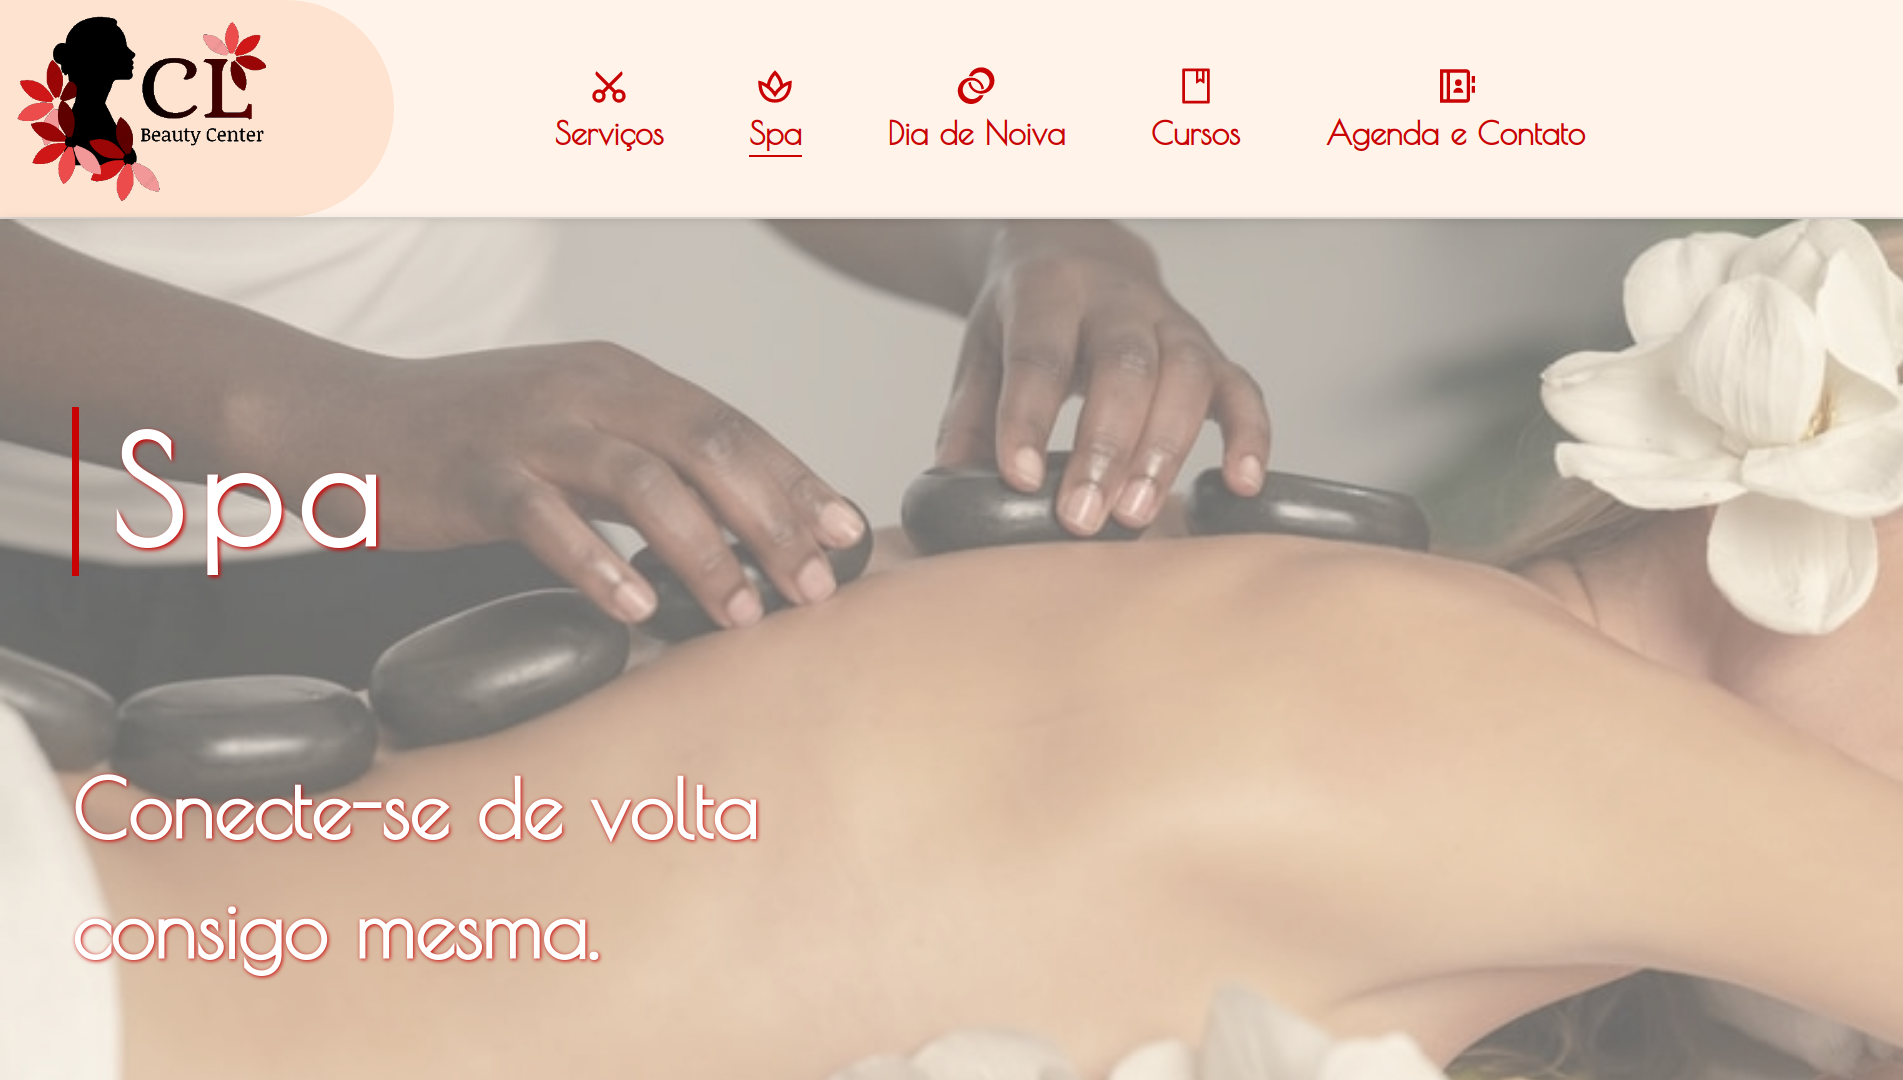 CL
Beauty Center
Serviços
Spa
Dia de Noiva
Cursos
Agenda e Contato
Spa
Conecte-se de volta
consigo mesma.